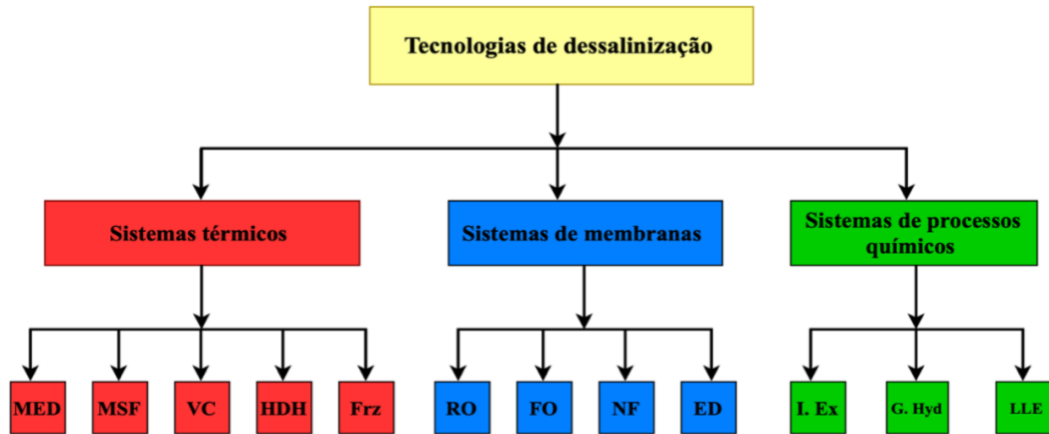 Tecnologias de dessalinização
Sistemas térmicos
Sistemas de membranas
Sistemas de processos
químicos
MED
MSF
VC
HDH
Frz
RO
FO
NF
ED
I. Ex
G. Hyd
LLE